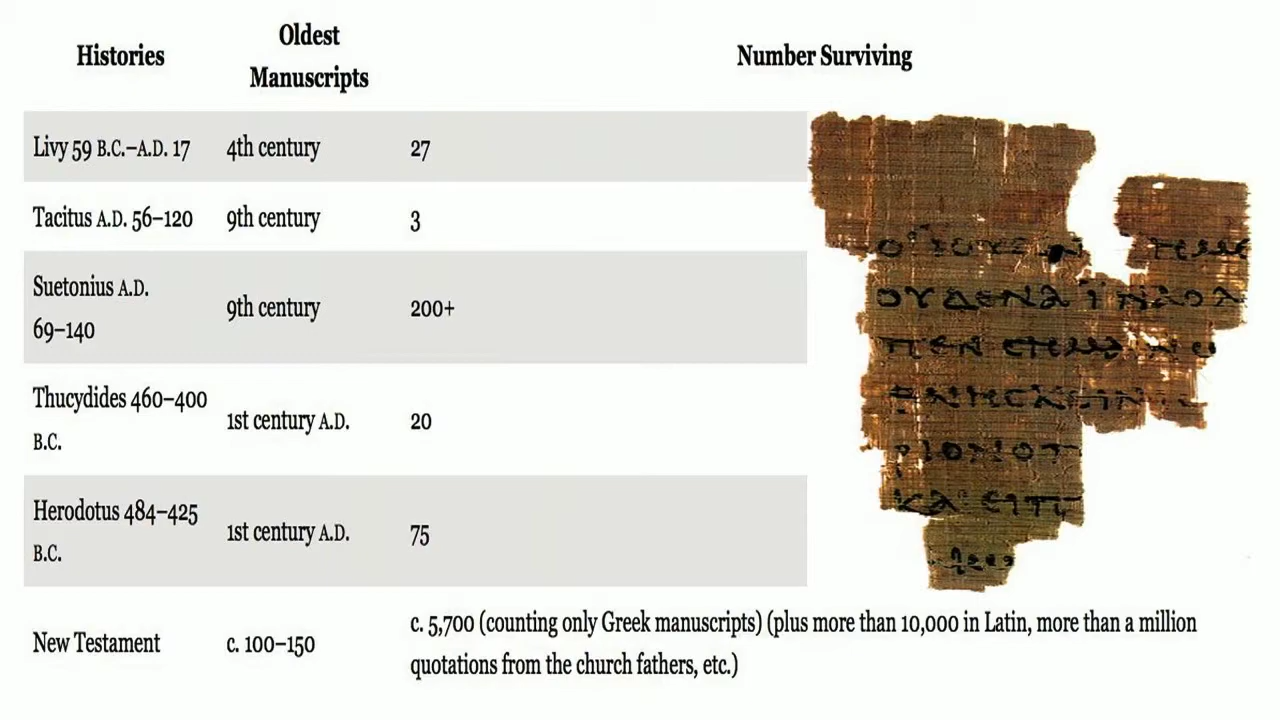 Histories Oldest Manuscripts Number Surviving
Livy 59 B.C.–A.D. 17 4th century 27
Tacitus A.D. 56–120 9th century 3
Suetonius A.D.
69–140 9th century 200+
Thucydides 460–400
B.C. 1st century A.D. 20
Herodotus 484–425
B.C. 1st century A.D. 75
New Testament c. 100–150 c. 5,700 (counting only Greek manuscripts) (plus more than 10,000 in Latin, more than a million
quotations from the church fathers, etc.)
ΟΥΔΕΝΑ ΪΝΑ Ο Λ